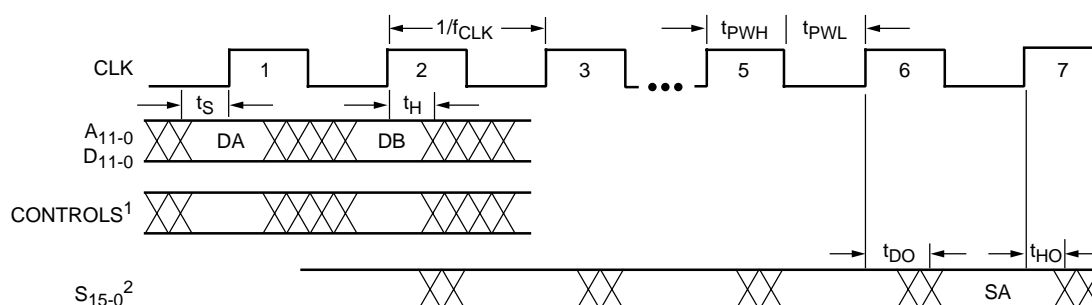 1/fCLK
tPWH
tPWL
CLK
1
2
3
5
6
7
tS
tH
A11-0
D11-0
DA
DB
CONTROLS1
tDO
tHO
S15-02
SA